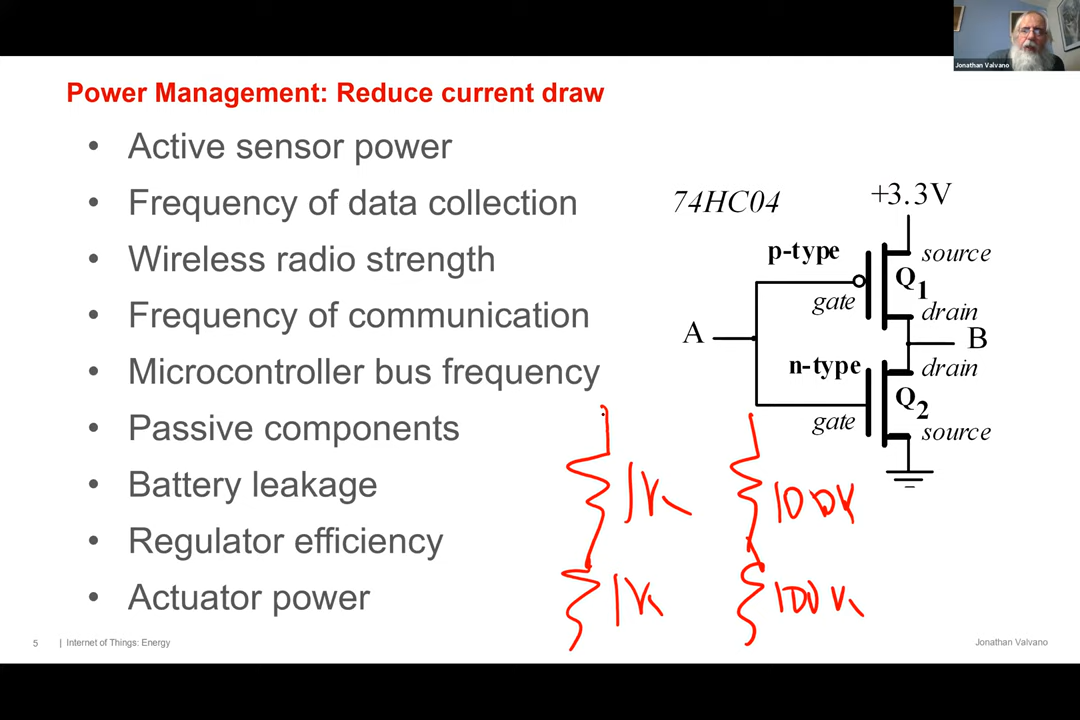 Jonathan Valvano
Power Management: Reduce current draw
• Active sensor power
• Frequency of data collection
• Wireless radio strength
• Frequency of communication
• Microcontroller bus frequency
• Passive components
• Battery leakage
• Regulator efficiency
• Actuator power
74HC04
+3.3V
p-type
source
Q1
gate
drain
A
B
n-type
drain
Q2
gate
source
1K
100K
1K
100K
5 | Internet of Things: Energy
Jonathan Valvano